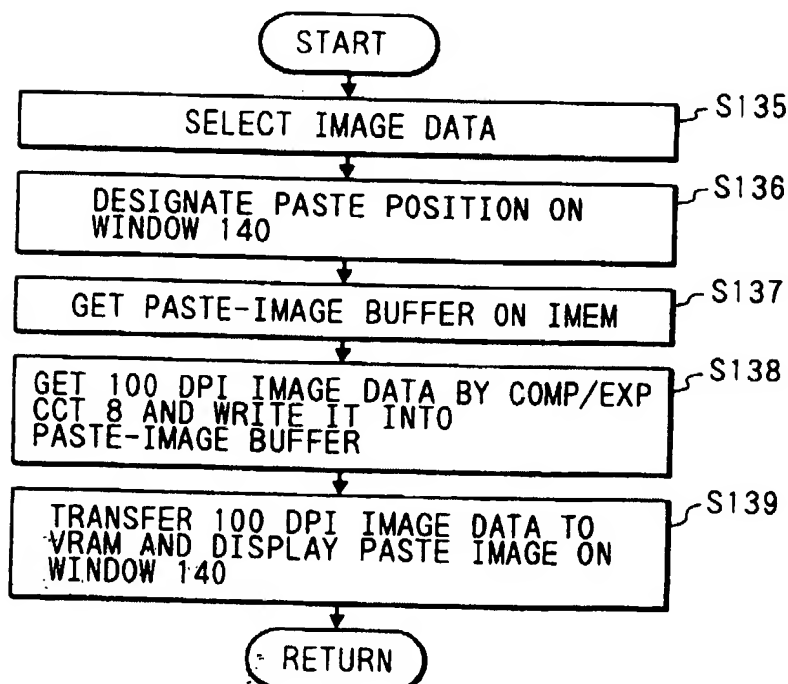 START
SELECT IMAGE DATA
S135
DESIGNATE PASTE POSITION ON
WINDOW 140
S136
GET PASTE-IMAGE BUFFER ON IMEM
S137
GET 100 DPI IMAGE DATA BY COMP/EXP
CCT 8 AND WRITE IT INTO
PASTE-IMAGE BUFFER
S138
TRANSFER 100 DPI IMAGE DATA TO
VRAM AND DISPLAY PASTE IMAGE ON
WINDOW 140
S139
RETURN